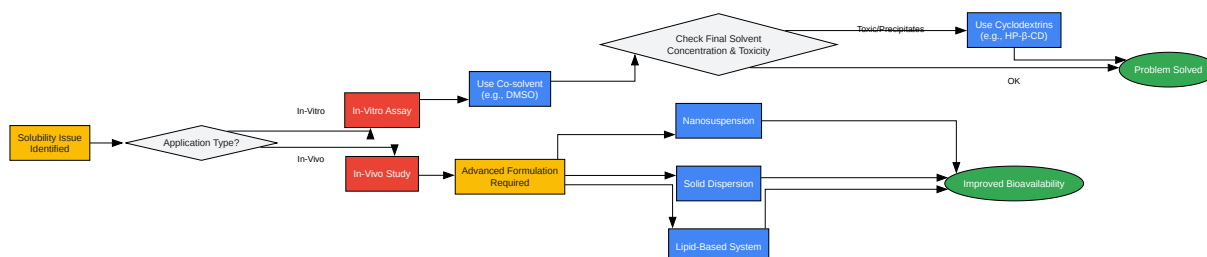 Solubility Issue
Identified
Application Type?
In-Vitro
In-Vivo
In-Vitro Assay
In-Vivo Study
Use Co-solvent
(e.g., DMSO)
Check Final Solvent
Concentration & Toxicity
Toxic/Precipitates
OK
Use Cyclodextrins
(e.g., HP-β-CD)
Problem Solved
Advanced Formulation
Required
Nanosuspension
Solid Dispersion
Lipid-Based System
Improved Bioavailability